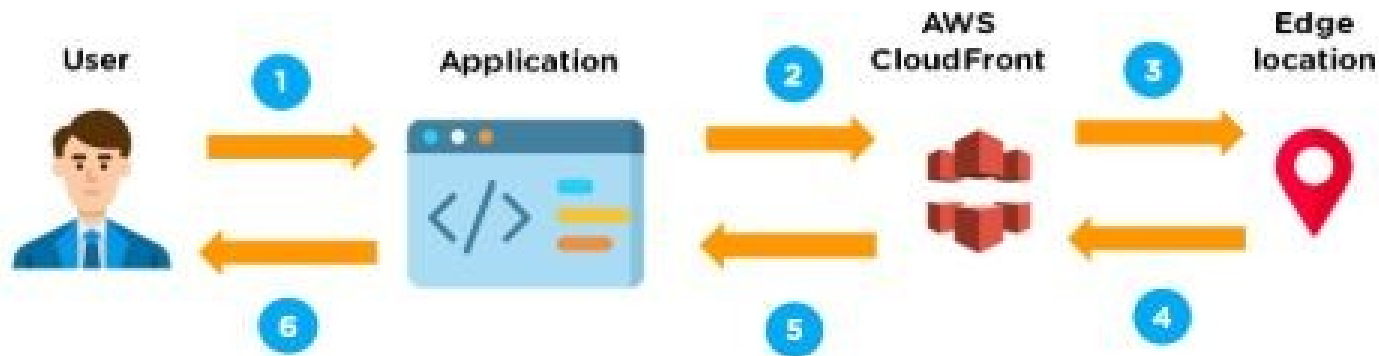 User
1
Application
2
AWS
CloudFront
3
Edge
location
</>
6
5
4